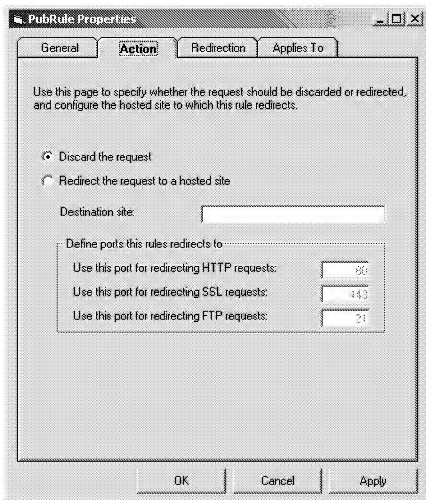 PubRule Properties
General Action Redirection Applies To
Use this page to specify whether the request should be discarded or redirected,
and configure the hosted site to which this rule redirects.
Discard the request
Redirect the request to a hosted site
Destination site:
Define ports this rules redirects to
Use this port for redirecting HTTP requests: 80
Use this port for redirecting SSL requests: 443
Use this port for redirecting FTP requests: 21
OK Cancel Apply